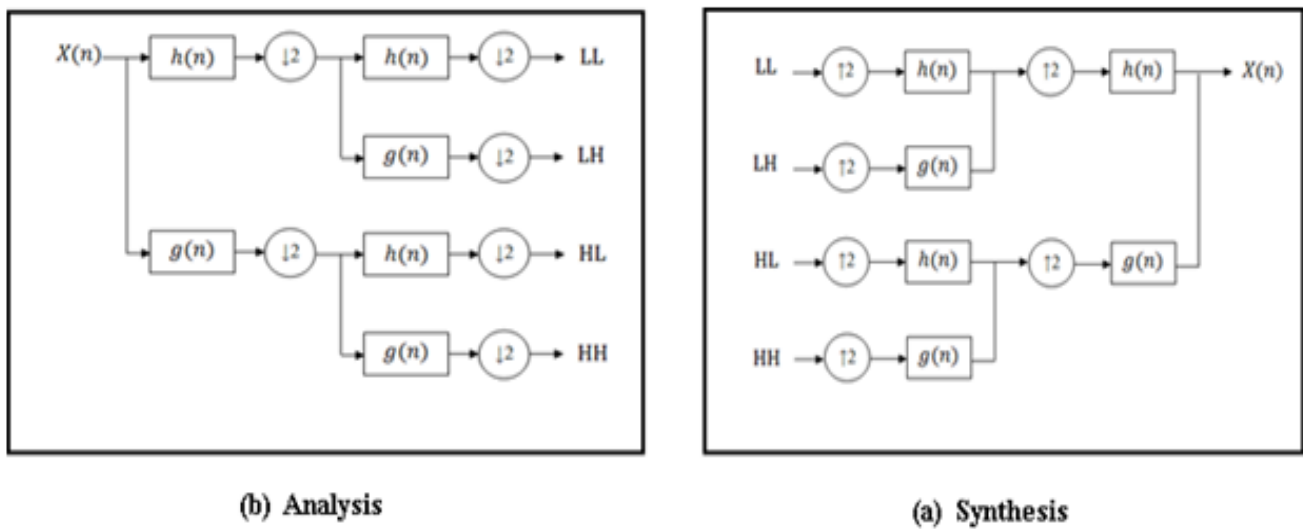 X(n) h(n) ↓2 h(n) ↓2 LL
g(n) ↓2 LH
g(n) ↓2 h(n) ↓2 HL
g(n) ↓2 HH
(b) Analysis
LL ↑2 h(n) ↑2 h(n) X(n)
LH ↑2 g(n)
HL ↑2 h(n) ↑2 g(n)
HH ↑2 g(n)
(a) Synthesis